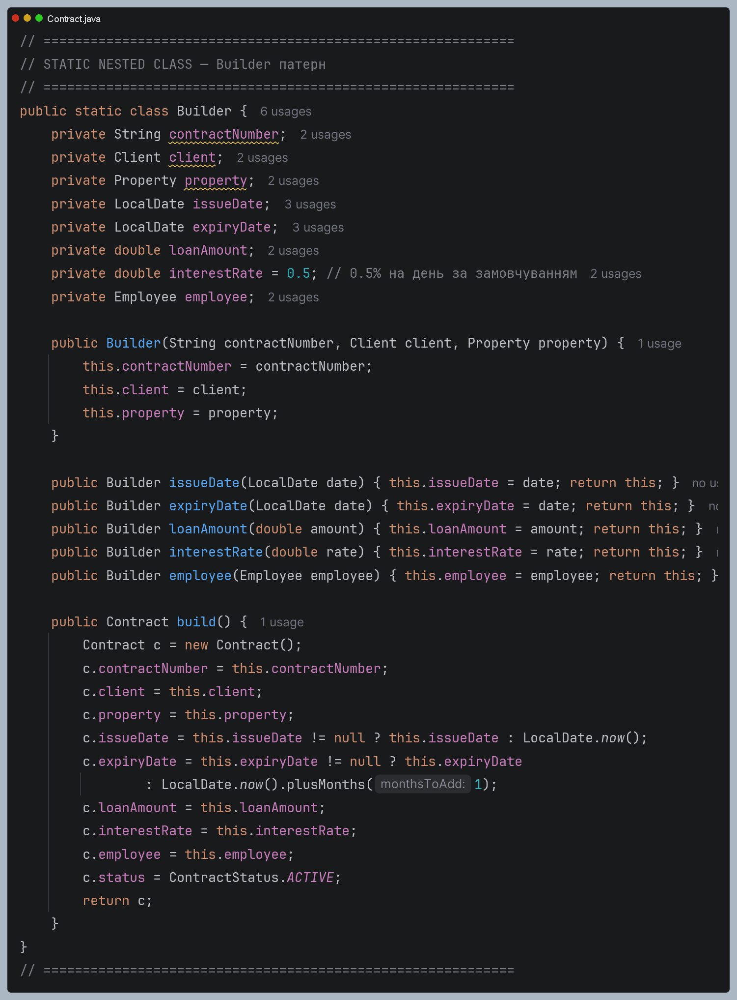 Contract.java
// ============================================================
// STATIC NESTED CLASS — Builder патерн
// ============================================================
public static class Builder { 6 usages
    private String contractNumber; 2 usages
    private Client client; 2 usages
    private Property property; 2 usages
    private LocalDate issueDate; 3 usages
    private LocalDate expiryDate; 3 usages
    private double loanAmount; 2 usages
    private double interestRate = 0.5; // 0.5% на день за замовчуванням 2 usages
    private Employee employee; 2 usages
    public Builder(String contractNumber, Client client, Property property) { 1 usage
        this.contractNumber = contractNumber;
        this.client = client;
        this.property = property;
    }
    public Builder issueDate(LocalDate date) { this.issueDate = date; return this; } no
    public Builder expiryDate(LocalDate date) { this.expiryDate = date; return this; }
    public Builder loanAmount(double amount) { this.loanAmount = amount; return this; }
    public Builder interestRate(double rate) { this.interestRate = rate; return this; }
    public Builder employee(Employee employee) { this.employee = employee; return this; }
    public Contract build() { 1 usage
        Contract c = new Contract();
        c.contractNumber = this.contractNumber;
        c.client = this.client;
        c.property = this.property;
        c.issueDate = this.issueDate != null ? this.issueDate : LocalDate.now();
        c.expiryDate = this.expiryDate != null ? this.expiryDate
                : LocalDate.now().plusMonths( monthsToAdd: 1);
        c.loanAmount = this.loanAmount;
        c.interestRate = this.interestRate;
        c.employee = this.employee;
        c.status = ContractStatus.ACTIVE;
        return c;
    }
}
// ============================================================